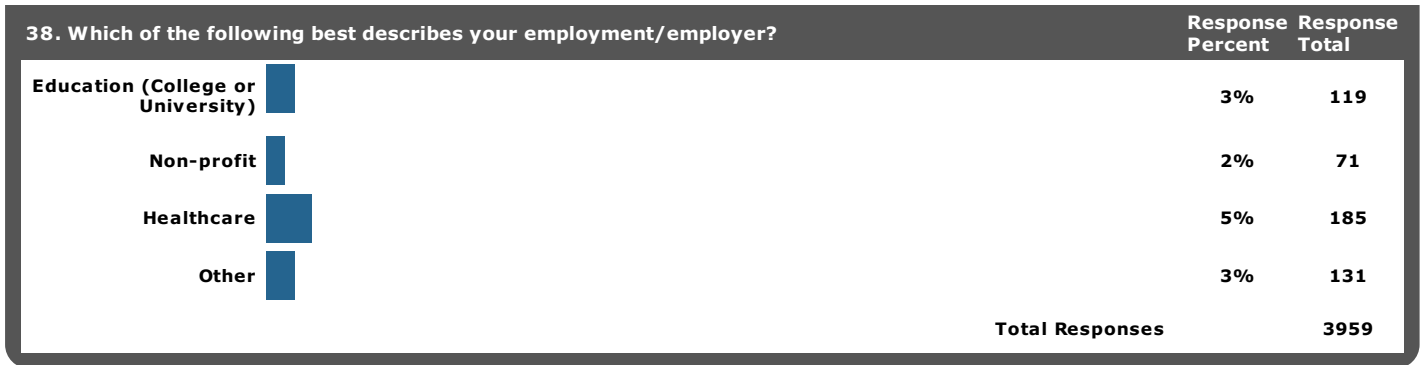 38. Which of the following best describes your employment/employer?
Response Response
Percent Total
Education (College or
University)
3% 119
Non-profit 2% 71
Healthcare 5% 185
Other 3% 131
Total Responses 3959